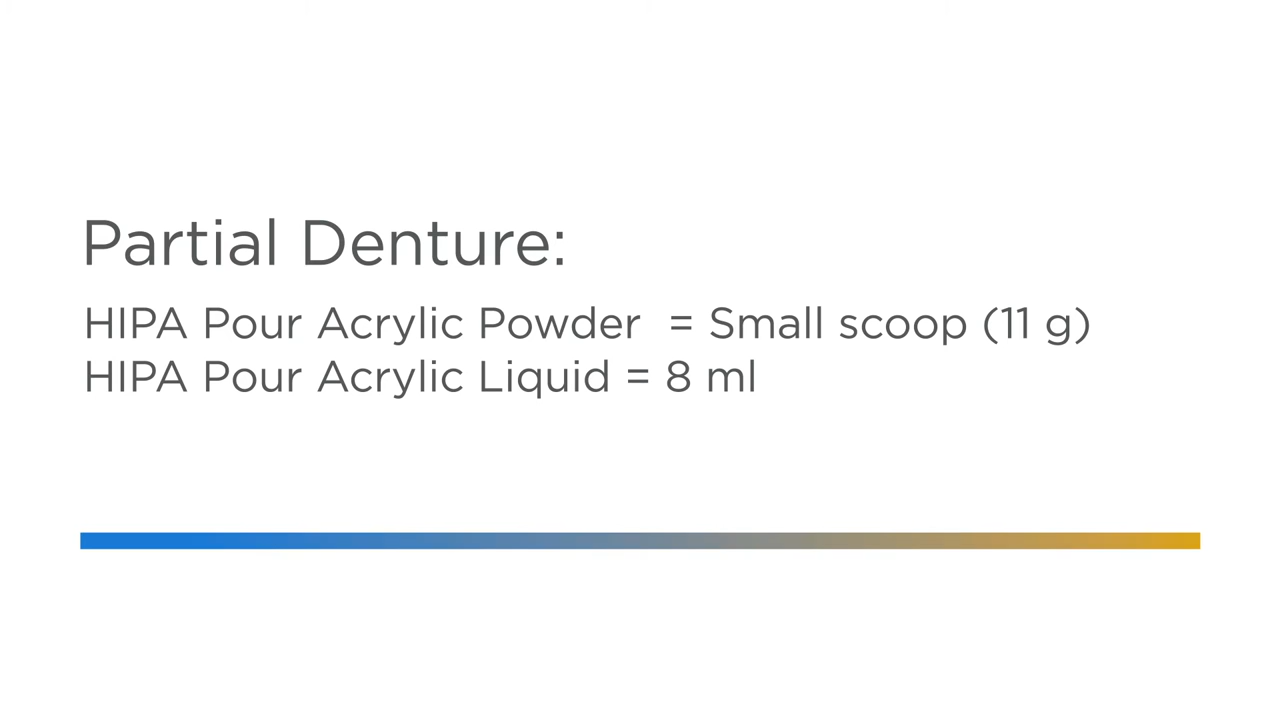 Partial Denture:
HIPA Pour Acrylic Powder = Small scoop (11 g)
HIPA Pour Acrylic Liquid = 8 ml